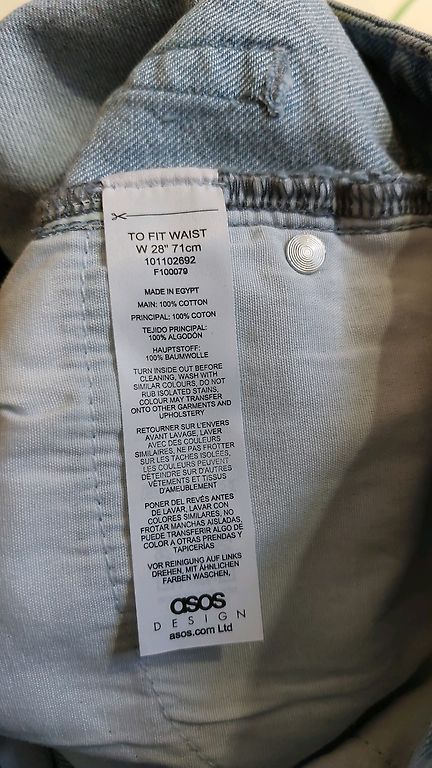 TO FIT WAIST
W 28" 71cm
101102692
F100079
MADE IN EGYPT
MAIN: 100% COTTON
PRINCIPAL: 100% COTON
TEJIDO PRINCIPAL:
100% ALGODÓN
HAUPTSTOFF:
100% BAUMWOLLE
TURN INSIDE OUT BEFORE
CLEANING, WASH WITH
SIMILAR COLOURS, DO NOT
RUB ISOLATED STAINS,
COLOUR MAY TRANSFER
ONTO OTHER GARMENTS AND
UPHOLSTERY
RETOURNER SUR L'ENVERS
AVANT LAVAGE, LAVER
AVEC DES COULEURS
SIMILAIRES, NE PAS FROTTER
SUR LES TACHES ISOLÉES,
LES COULEURS PEUVENT
DÉTEINDRE SUR D'AUTRES
VÊTEMENTS ET TISSUS
D'AMEUBLEMENT
PONER DEL REVÉS ANTES
DE LAVAR, LAVAR CON
COLORES SIMILARES, NO
FROTAR MANCHAS AISLADAS,
PUEDE TRANSFERIR ALGO DE
COLOR A OTRAS PRENDAS Y
TAPICERÍAS
VOR REINIGUNG AUF LINKS
DREHEN, MIT ÄHNLICHEN
FARBEN WASCHEN,
asos
DESIGN
asos.com Ltd